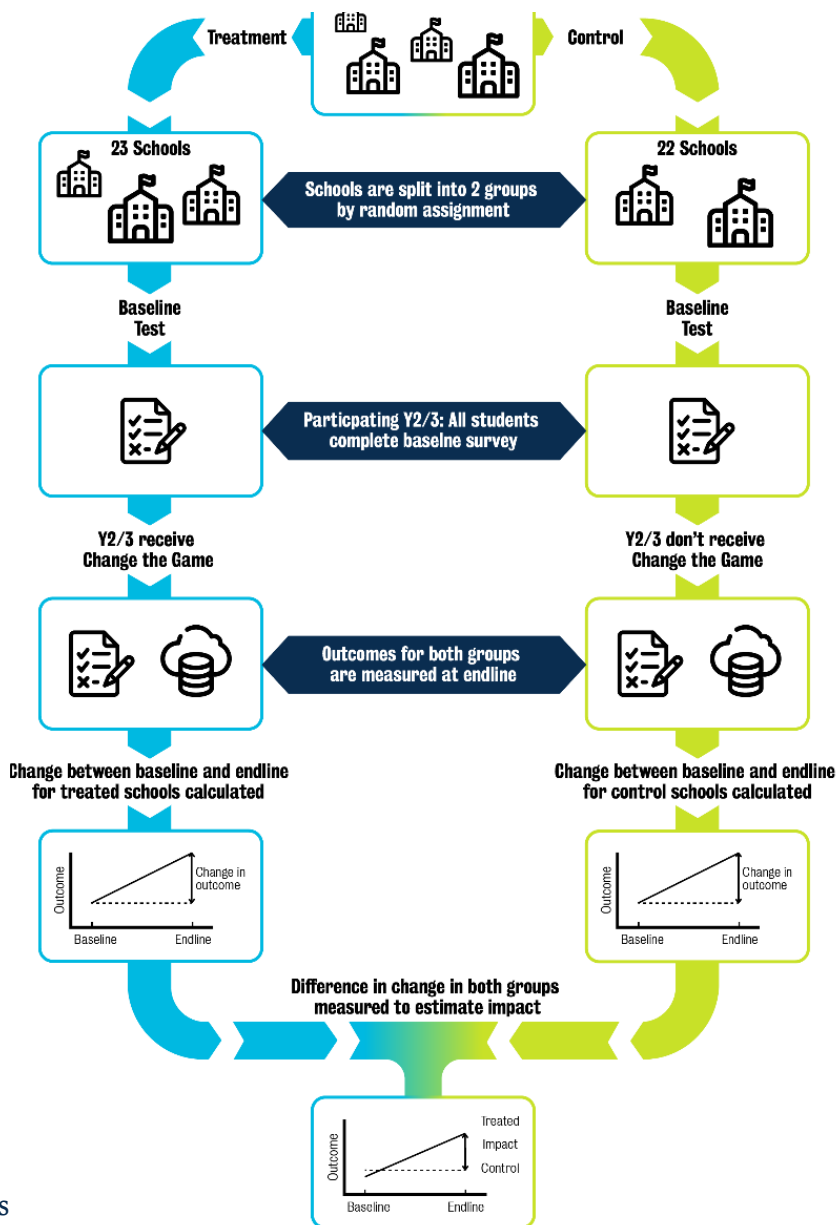 Treatment
Control
23 Schools
22 Schools
Schools are split into 2 groups
by random assignment
Baseline
Test
Baseline
Test
Particpating Y2/3: All students
complete baselne survey
Y2/3 receive
Change the Game
Y2/3 don't receive
Change the Game
Outcomes for both groups
are measured at endline
Change between baseline and endline
for treated schools calculated
Change between baseline and endline
for control schools calculated
Outcome
Change in
outcome
Baseline
Endline
Outcome
Change in
outcome
Baseline
Endline
Difference in change in both groups
measured to estimate impact
Outcome
Treated
Impact
Control
Baseline
Endline
s